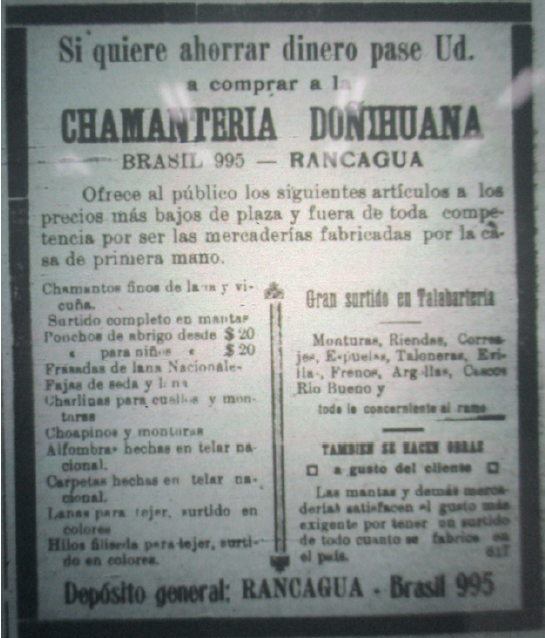 Si quiere ahorrar dinero pase Ud.
a comprar a la
CHAMANTERIA DOÑIHUANA
BRASIL 995 — RANCAGUA
Ofrece al público los siguientes artículos a los
precios más bajos de plaza y fuera de toda compe-
tencia por ser las mercaderías fabricadas por la ca-
sa de primera mano.
Chamantos finos de lana y vi-
cuña.
Surtido completo en mantas
Ponchos de abrigo desde $ 20
« para niños « $ 20
Frasadas de lana Nacionales
Fajas de seda y lana
Charlinas para cuellos y mon-
turas
Choapinos y monturas
Alfombras hechas en telar na-
cional.
Carpetas hechas en telar na-
cional.
Lanas para tejer, surtido en
colores
Hilos filiseda para tejer, surti-
do en colores.
Gran surtido en Talabartería
Monturas, Riendas, Correa-
jes, Espuelas, Taloneras,
Frenos, Argollas, Cascos
Rio Bueno y
todo lo concerniente al ramo
TAMBIEN SE HACEN OBRAS
a gusto del cliente
Las mantas y demás merca-
derías satisfacen el gusto más
exigente por tener un surtido
de todo cuanto se fabrica en
el país. 617
Depósito general: RANCAGUA - Brasil 995